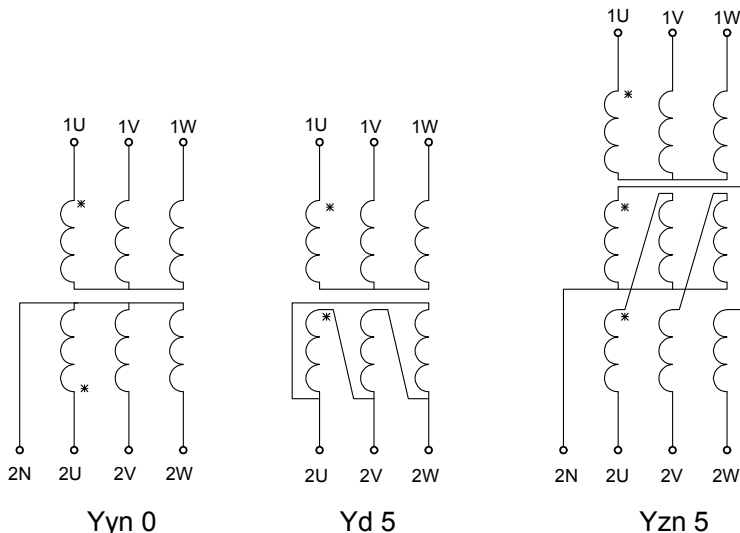 1U 1V 1W
1U 1V 1W
1U 1V 1W
* * *
* *
*
2N 2U 2V 2W
2U 2V 2W
2N 2U 2V 2W
Yyn 0
Yd 5
Yzn 5